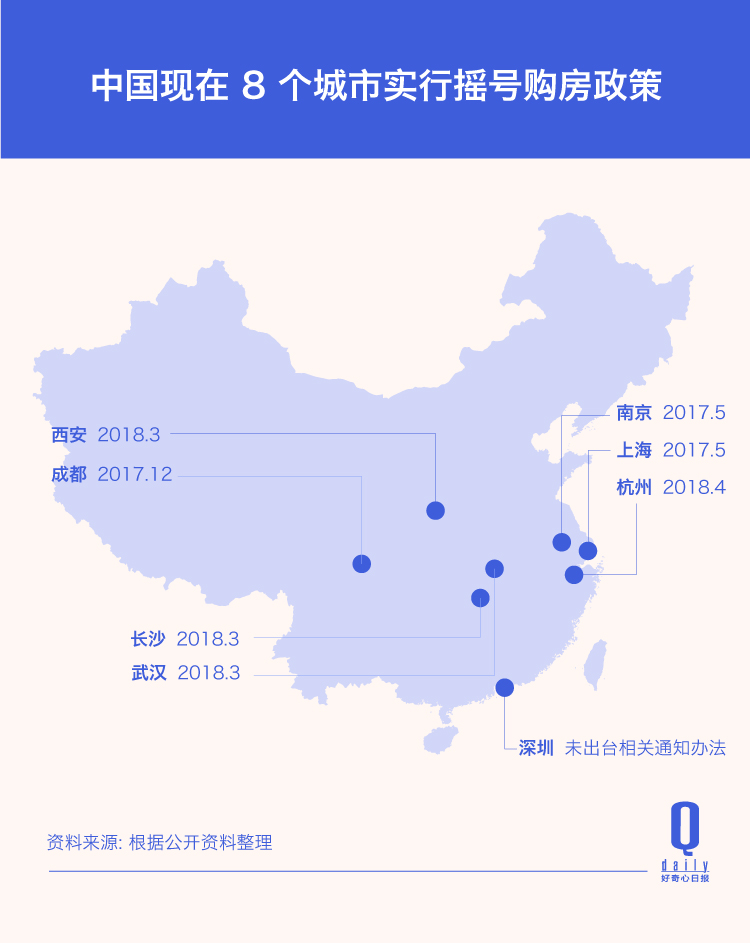 中国现在 8 个城市实行摇号购房政策
南京 2017.5
西安 2018.3
上海 2017.5
成都 2017.12
杭州 2018.4
长沙 2018.3
武汉 2018.3
深圳 未出台相关通知办法
资料来源: 根据公开资料整理
Q
daily
好奇心日报